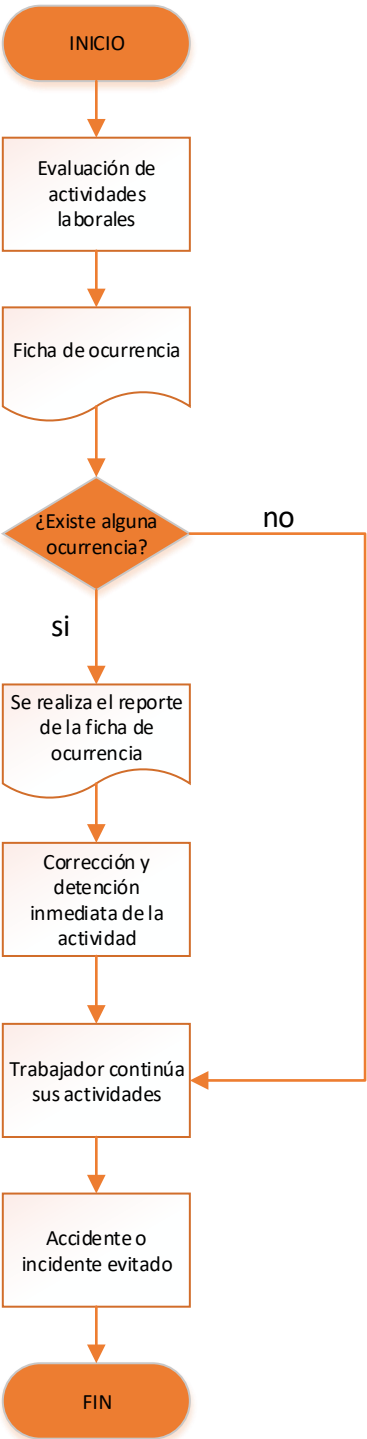 INICIO
Evaluación de
actividades
laborales
Ficha de ocurrencia
¿Existe alguna
ocurrencia?
no
si
Se realiza el reporte
de la ficha de
ocurrencia
Corrección y
detención
inmediata de la
actividad
Trabajador continúa
sus actividades
Accidente o
incidente evitado
FIN